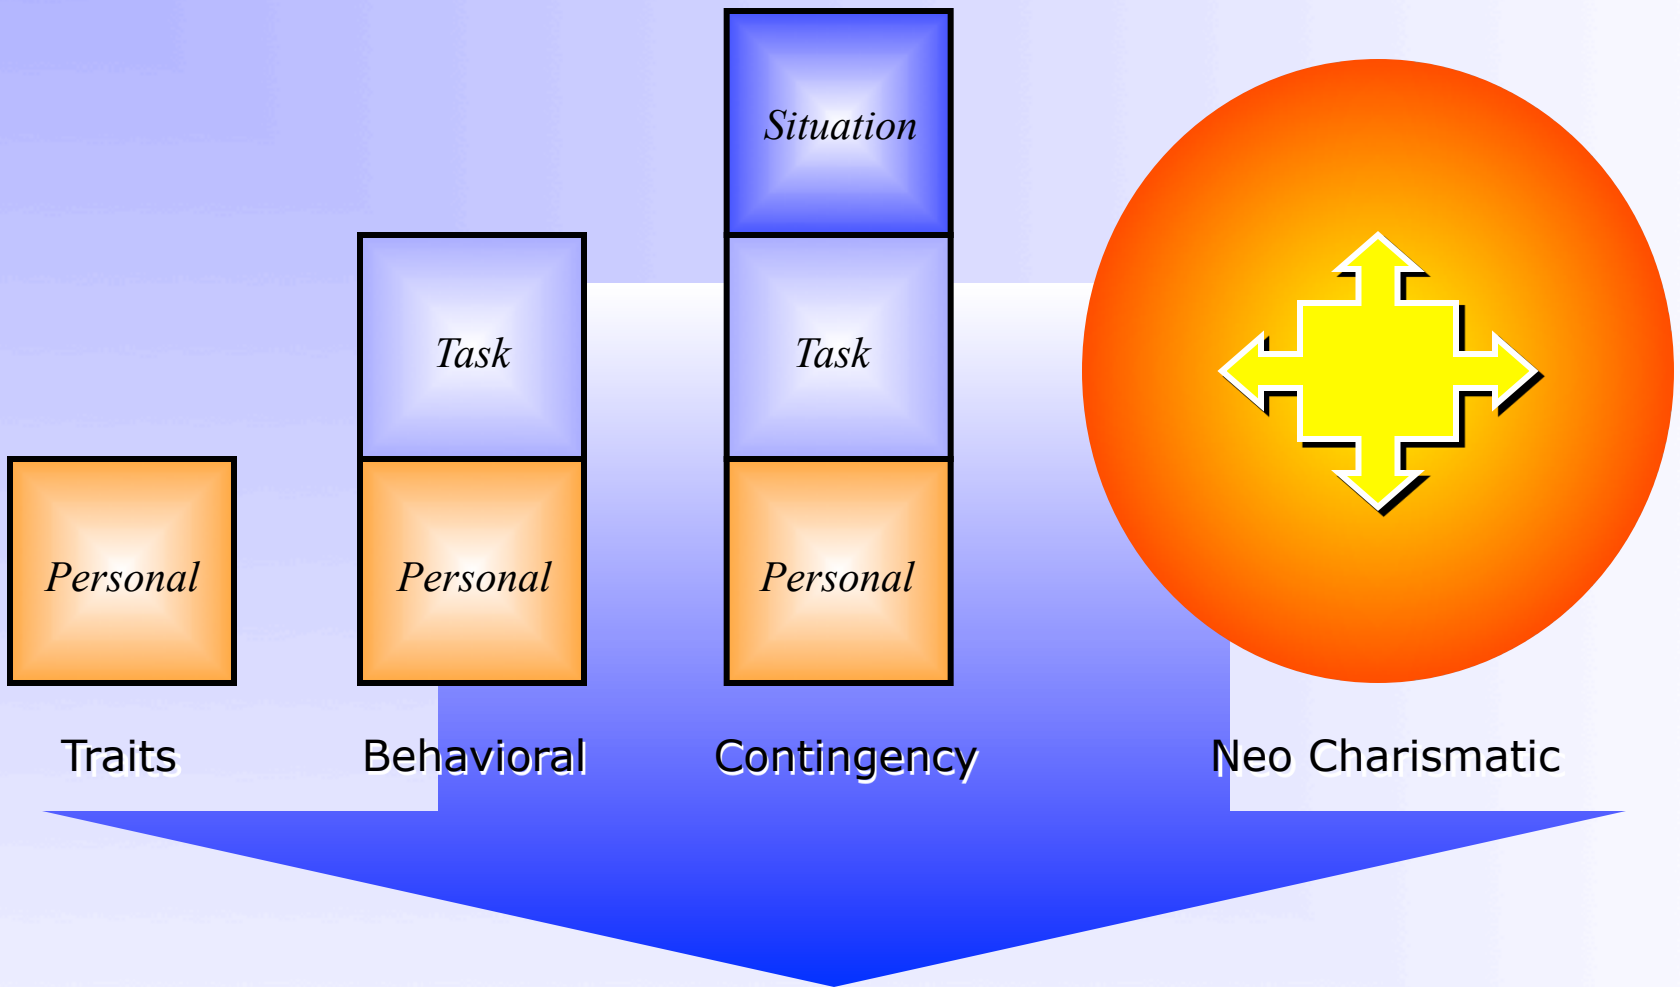 Situation
Task
Task
Personal
Personal
Personal
Traits
Behavioral
Contingency
Neo Charismatic